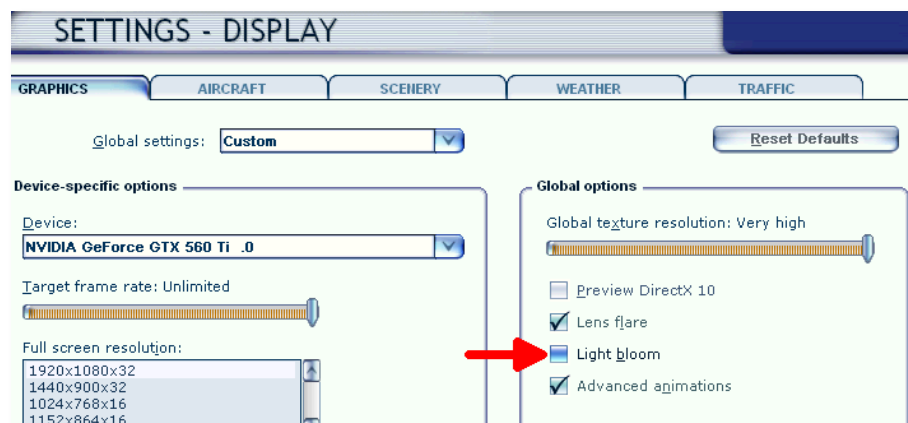 SETTINGS - DISPLAY
GRAPHICS AIRCRAFT SCENERY WEATHER TRAFFIC
Global settings: Custom
Reset Defaults
Device-specific options
Device:
NVIDIA GeForce GTX 560 Ti .0
Target frame rate: Unlimited
Full screen resolution:
1920x1080x32
1440x900x32
1024x768x16
1152x864x16
Global options
Global texture resolution: Very high
Preview DirectX 10
Lens flare
Light bloom
Advanced animations